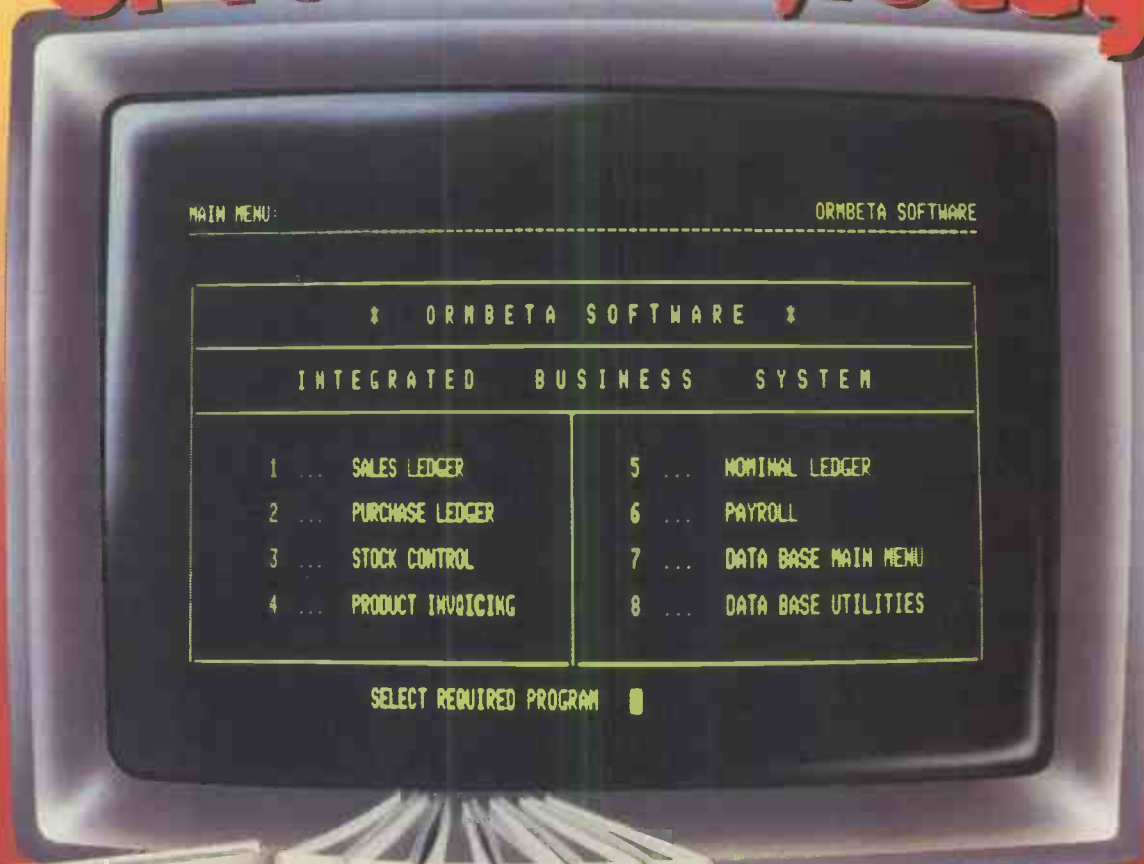 MAIN MENU: ORMBETA SOFTWARE
* ORMBETA SOFTWARE *
INTEGRATED BUSINESS SYSTEM
1 ... SALES LEDGER 5 ... NOMINAL LEDGER
2 ... PURCHASE LEDGER 6 ... PAYROLL
3 ... STOCK CONTROL 7 ... DATA BASE MAIN MENU
4 ... PRODUCT INVOICING 8 ... DATA BASE UTILITIES
SELECT REQUIRED PROGRAM